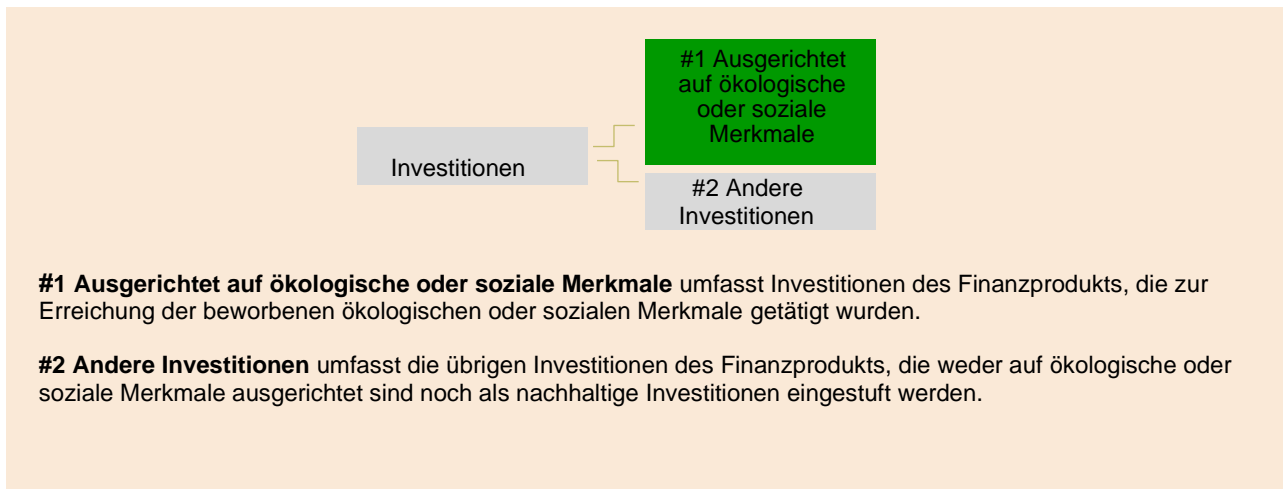 #1 Ausgerichtet
auf ökologische
oder soziale
Merkmale
Investitionen
#2 Andere
Investitionen
#1 Ausgerichtet auf ökologische oder soziale Merkmale umfasst Investitionen des Finanzprodukts, die zur
Erreichung der beworbenen ökologischen oder sozialen Merkmale getätigt wurden.
#2 Andere Investitionen umfasst die übrigen Investitionen des Finanzprodukts, die weder auf ökologische oder
soziale Merkmale ausgerichtet sind noch als nachhaltige Investitionen eingestuft werden.